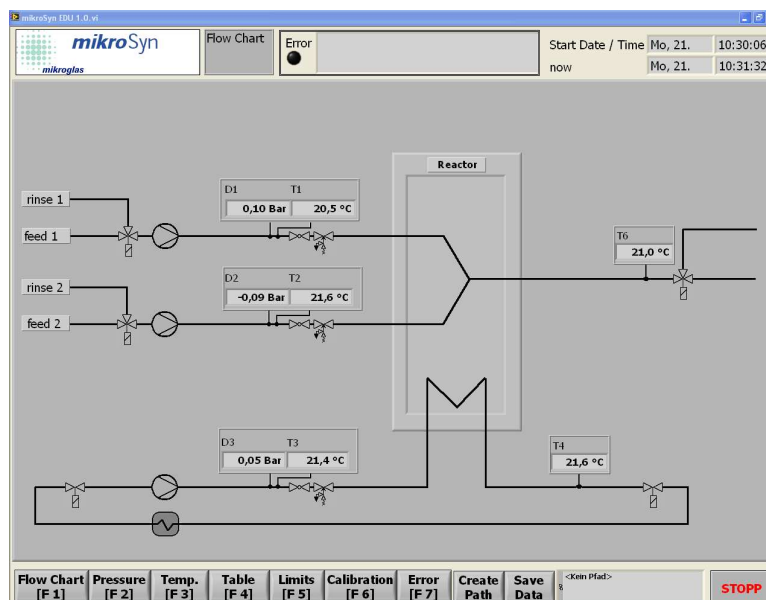 mikroSyn EDU 1.0.vi
mikroSyn
mikroglas
Flow Chart
Error
Start Date / Time Mo, 21. 10:30:06
now Mo, 21. 10:31:32
Reactor
D1 T1
0,10 Bar 20,5 °C
rinse 1
feed 1
T6
21,0 °C
D2 T2
-0,09 Bar 21,6 °C
rinse 2
feed 2
D3 T3
0,05 Bar 21,4 °C
T4
21,6 °C
Flow Chart [F 1]
Pressure [F 2]
Temp. [F 3]
Table [F 4]
Limits [F 5]
Calibration [F 6]
Error [F 7]
Create Path
Save Data
<Kein Pfad>
STOPP